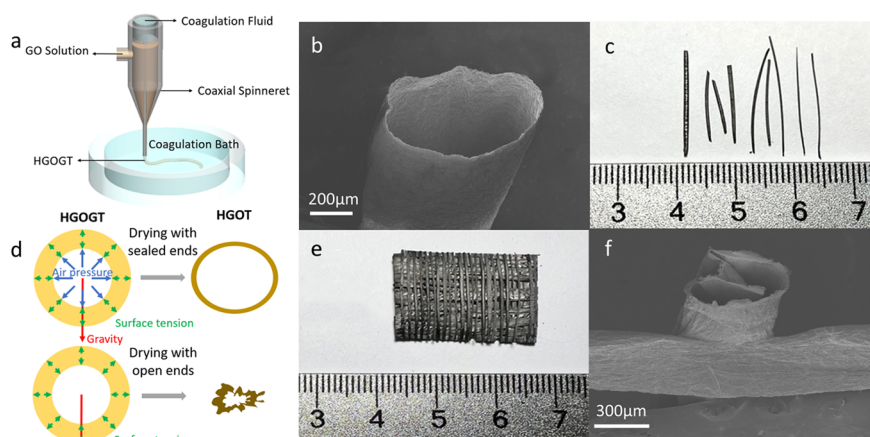 a
Coagulation Fluid
GO Solution
Coaxial Spinneret
Coagulation Bath
HGOGT
b
200μm
c
3 4 5 6 7
d
HGOGT
HGOT
Drying with
sealed ends
Air pressure
Surface tension
Gravity
Drying with
open ends
e
3 4 5 6 7
f
300μm